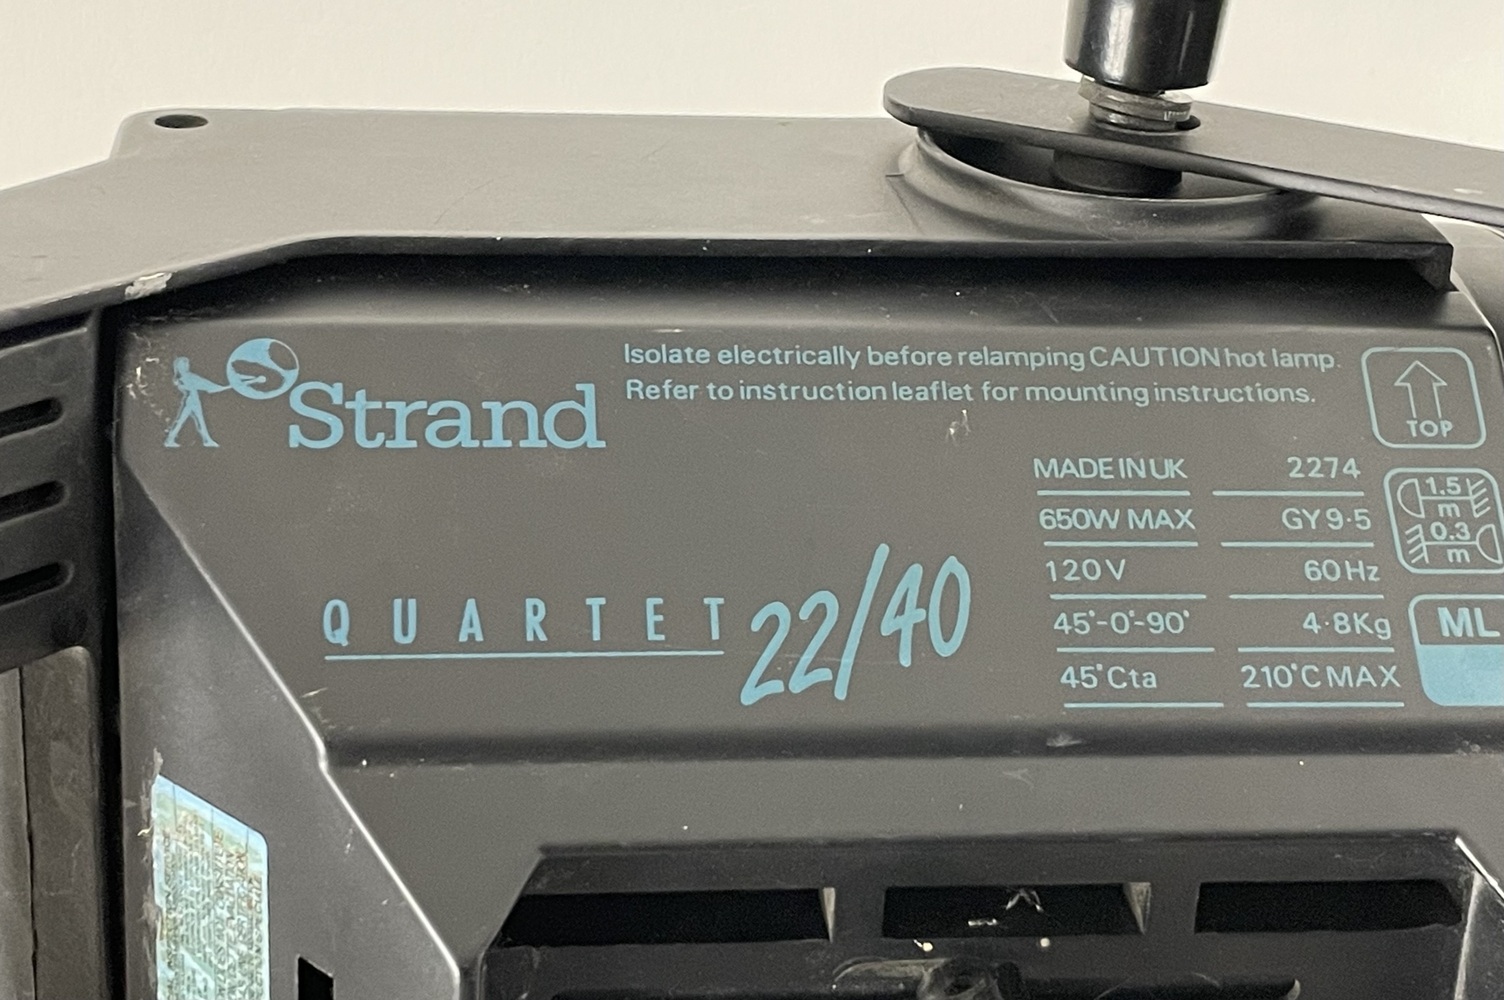 Strand
Isolate electrically before relamping CAUTION hot lamp.
Refer to instruction leaflet for mounting instructions.
TOP
MADE IN UK 2274
650W MAX GY9·5
120V 60Hz
45°-0°-90° 4·8Kg
45°Cta 210°C MAX
1.5
m
0.3
m
ML
QUARTET 22/40